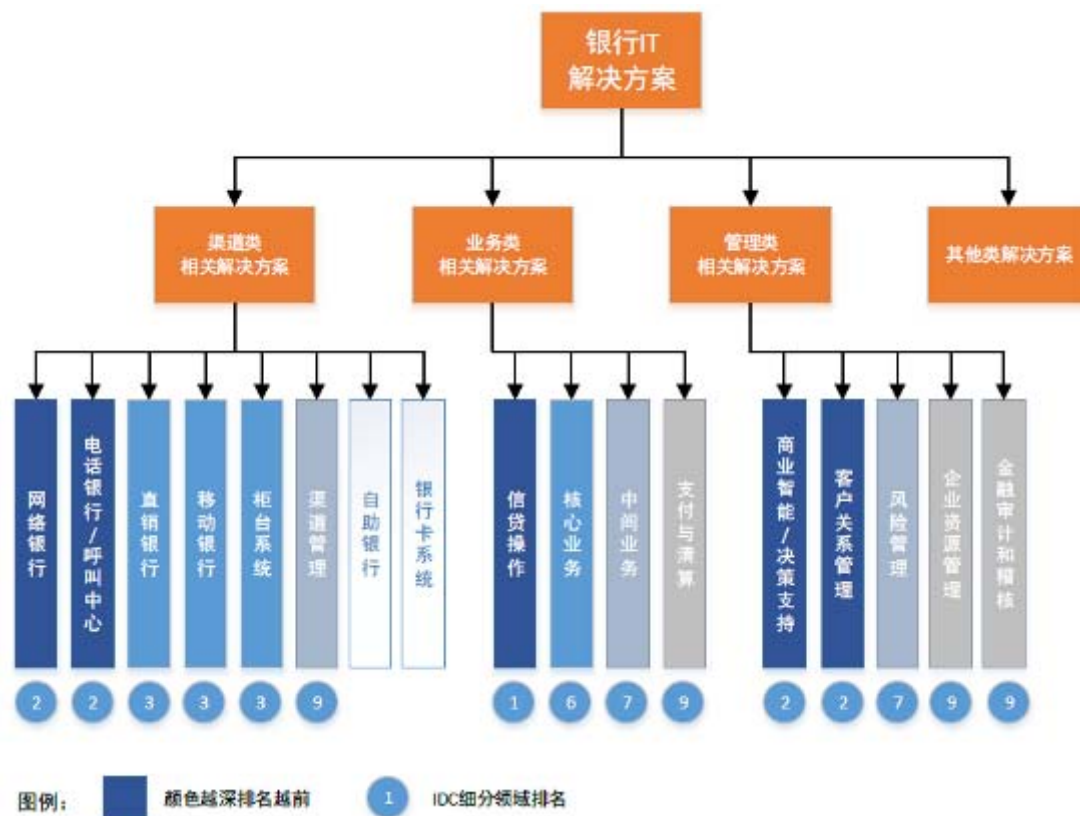 银行IT
解决方案
渠道类
相关解决方案
业务类
相关解决方案
管理类
相关解决方案
其他类解决方案
网络银行
电话银行/呼叫中心
直销银行
移动银行
柜台系统
渠道管理
自助银行
银行卡系统
信贷操作
核心业务
中间业务
支付与清算
商业智能/决策支持
客户关系管理
风险管理
企业资源管理
金融审计和稽核
2
2
3
3
3
9
1
6
7
9
2
2
7
9
9
图例：
颜色越深排名越前
1
IDC细分领域排名